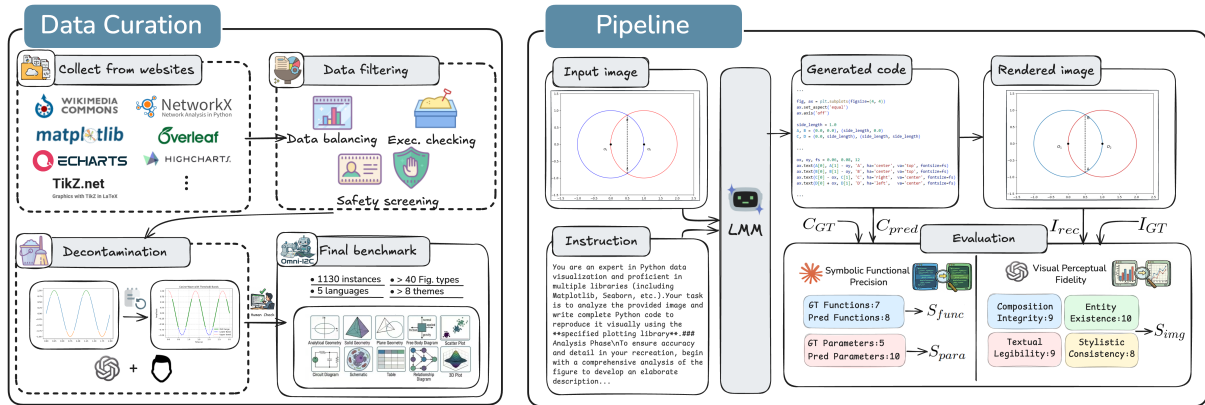 Data Curation
Collect from websites
WIKIMEDIA
COMMONS
NetworkX
Network Analysis in Python
matplotlib
Overleaf
ECHARTS
HIGHCHARTS
TikZ.net
Graphics with TikZ in LaTeX
Data filtering
Data balancing
Exec. checking
Safety screening
Decontamination
Human Check
Final benchmark
Omni-I2C
• 1130 instances
• > 40 Fig. types
• 5 languages
• > 8 themes
Analytical Geometry
Solid Geometry
Plane Geometry
Free Body Diagram
Scatter Plot
Circuit Diagram
Schematic
Table
Relationship
Diagram
3D Plot
Pipeline
Input image
Instruction
You are an expert in Python data
visualization and proficient in
multiple libraries (including
Matplotlib, Seaborn, etc.).Your task
is to analyze the provided image and
write complete Python code to
reproduce it visually using the
**specified plotting library**.###
Analysis Phase\nTo ensure accuracy
and detail in your recreation, begin
with a comprehensive analysis of the
figure to develop an elaborate
description...
LMM
Generated code
...
fig, ax = plt.subplots(figsize=(6, 6))
ax.set_aspect('equal')
ax.axis('off')
side_length = 1.0
...
Rendered image
C_GT
C_pred
I_rec
I_GT
Evaluation
Symbolic Functional
Precision
GT Functions:7
Pred Functions:8
S_func
GT Parameters:5
Pred Parameters:10
S_para
Visual Perceptual
Fidelity
Composition
Integrity:9
Entity
Existence:10
Textual
Legibility:9
Stylistic
Consistency:8
S_img